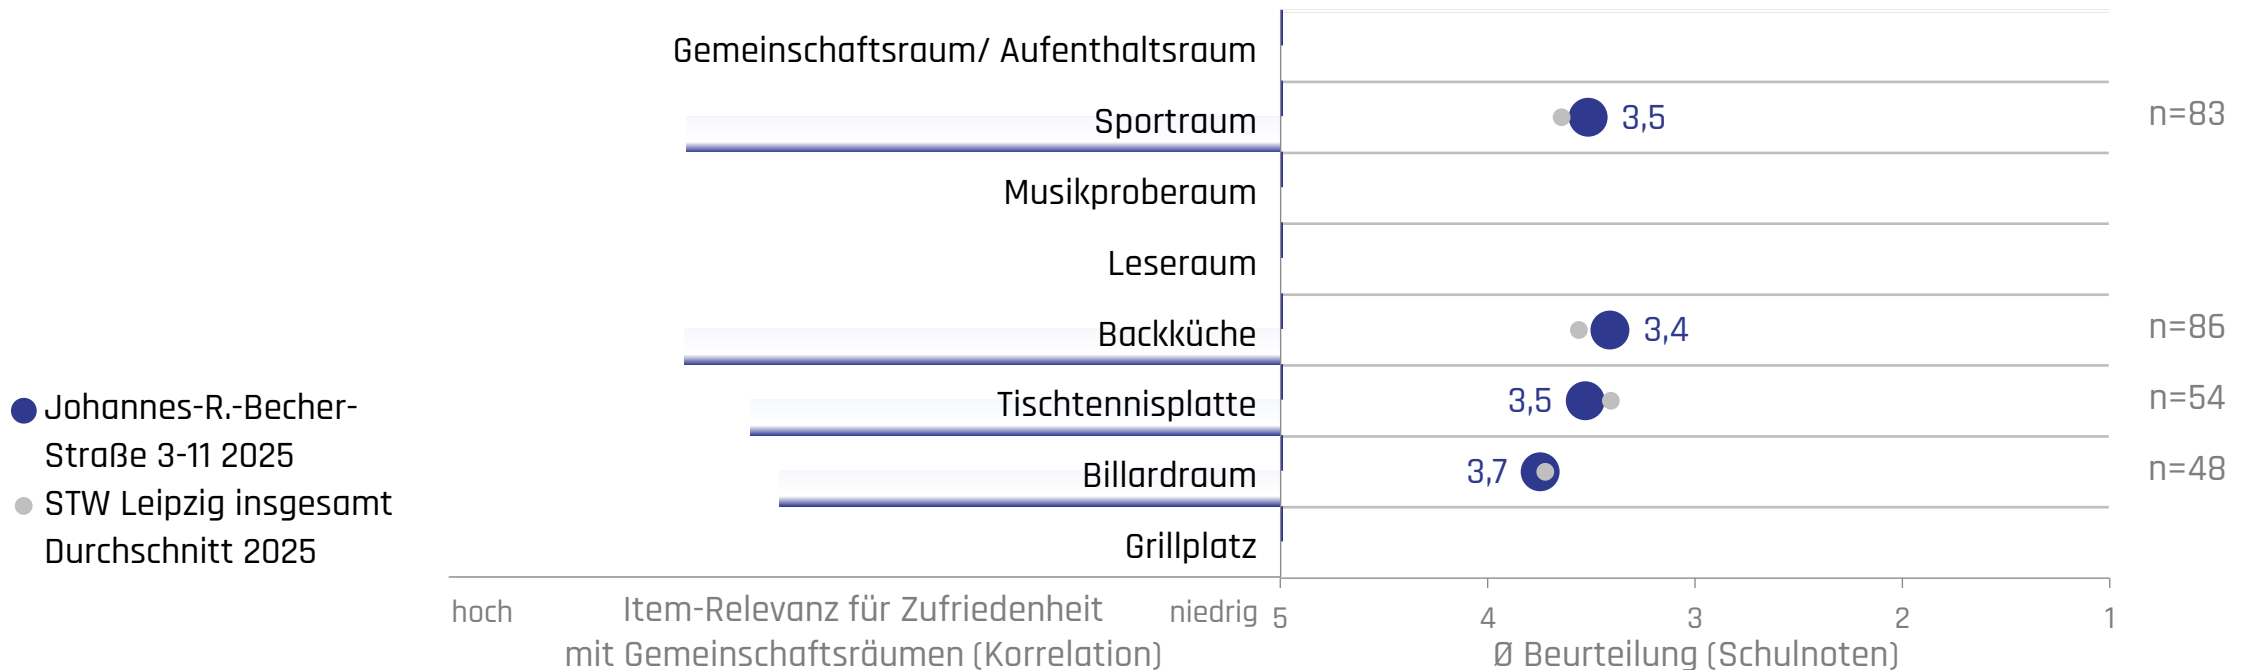 Gemeinschaftsraum/ Aufenthaltsraum
Sportraum 3,5 n=83
Musikproberaum
Leseraum
Backküche 3,4 n=86
Tischtennisplatte 3,5 n=54
Billardraum 3,7 n=48
Grillplatz
Johannes-R.-Becher-
Straße 3-11 2025
STW Leipzig insgesamt
Durchschnitt 2025
hoch Item-Relevanz für Zufriedenheit niedrig
mit Gemeinschaftsräumen (Korrelation)
5 4 3 2 1
Ø Beurteilung (Schulnoten)